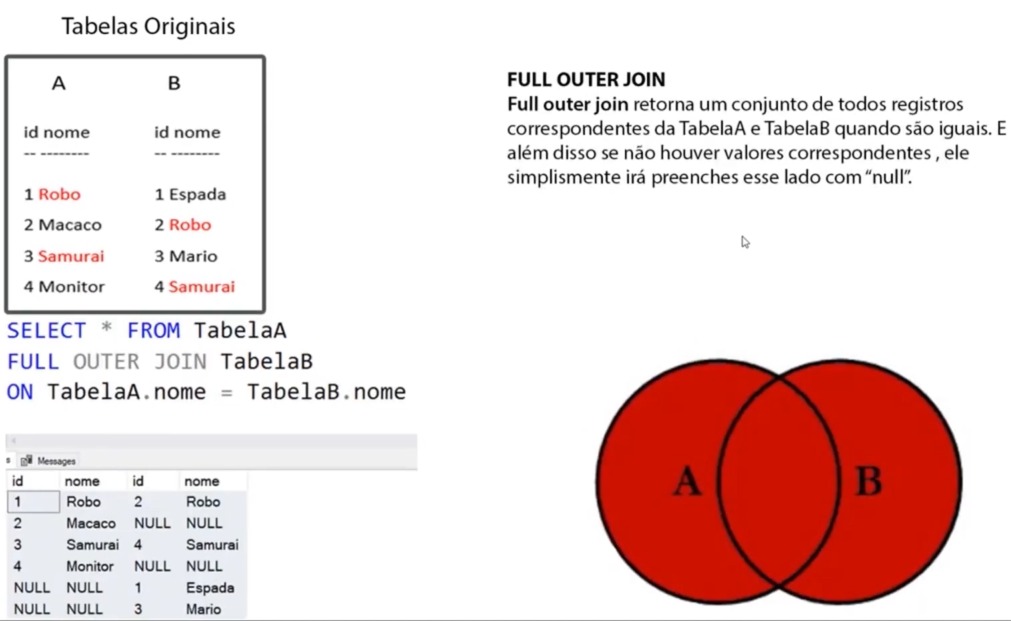 Tabelas Originais
A B
id nome id nome
-- -------- -- --------
1 Robo 1 Espada
2 Macaco 2 Robo
3 Samurai 3 Mario
4 Monitor 4 Samurai
SELECT * FROM TabelaA
FULL OUTER JOIN TabelaB
ON TabelaA.nome = TabelaB.nome
s Messages
id nome id nome
1 Robo 2 Robo
2 Macaco NULL NULL
3 Samurai 4 Samurai
4 Monitor NULL NULL
NULL NULL 1 Espada
NULL NULL 3 Mario
FULL OUTER JOIN
Full outer join retorna um conjunto de todos registros
correspondentes da TabelaA e TabelaB quando são iguais. E
além disso se não houver valores correspondentes , ele
simplismente irá preenches esse lado com “null”.
A B